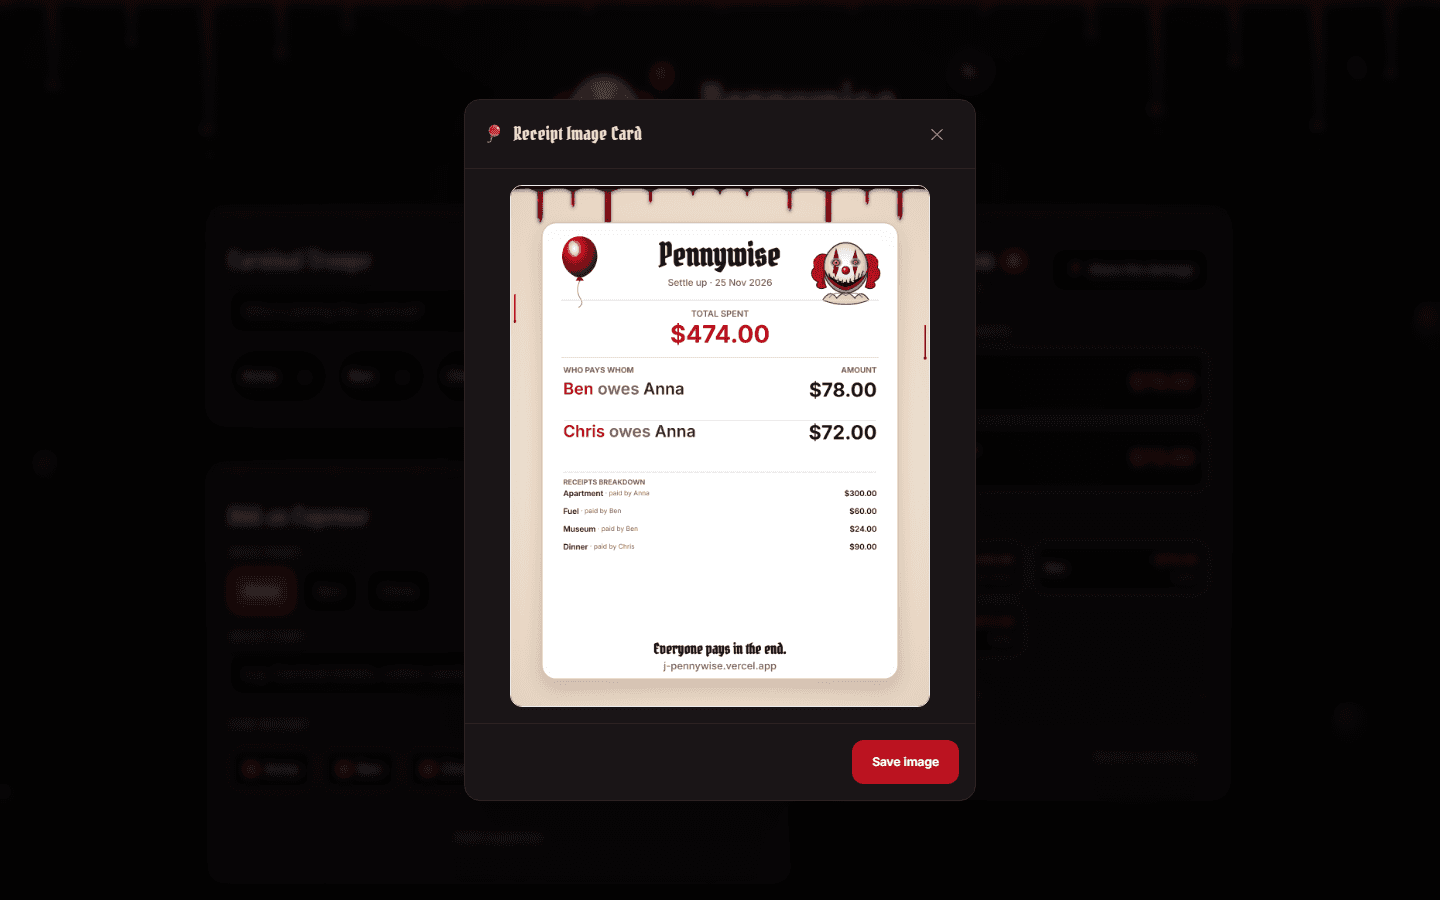 Receipt Image Card
Pennywise
Settle up · 25 Nov 2026
TOTAL SPENT
$474.00
WHO PAYS WHOM AMOUNT
Ben owes Anna $78.00
Chris owes Anna $72.00
RECEIPTS BREAKDOWN
Apartment · paid by Anna $300.00
Fuel · paid by Ben $60.00
Museum · paid by Ben $24.00
Dinner · paid by Chris $90.00
Everyone pays in the end.
j-pennywise.vercel.app
Save image